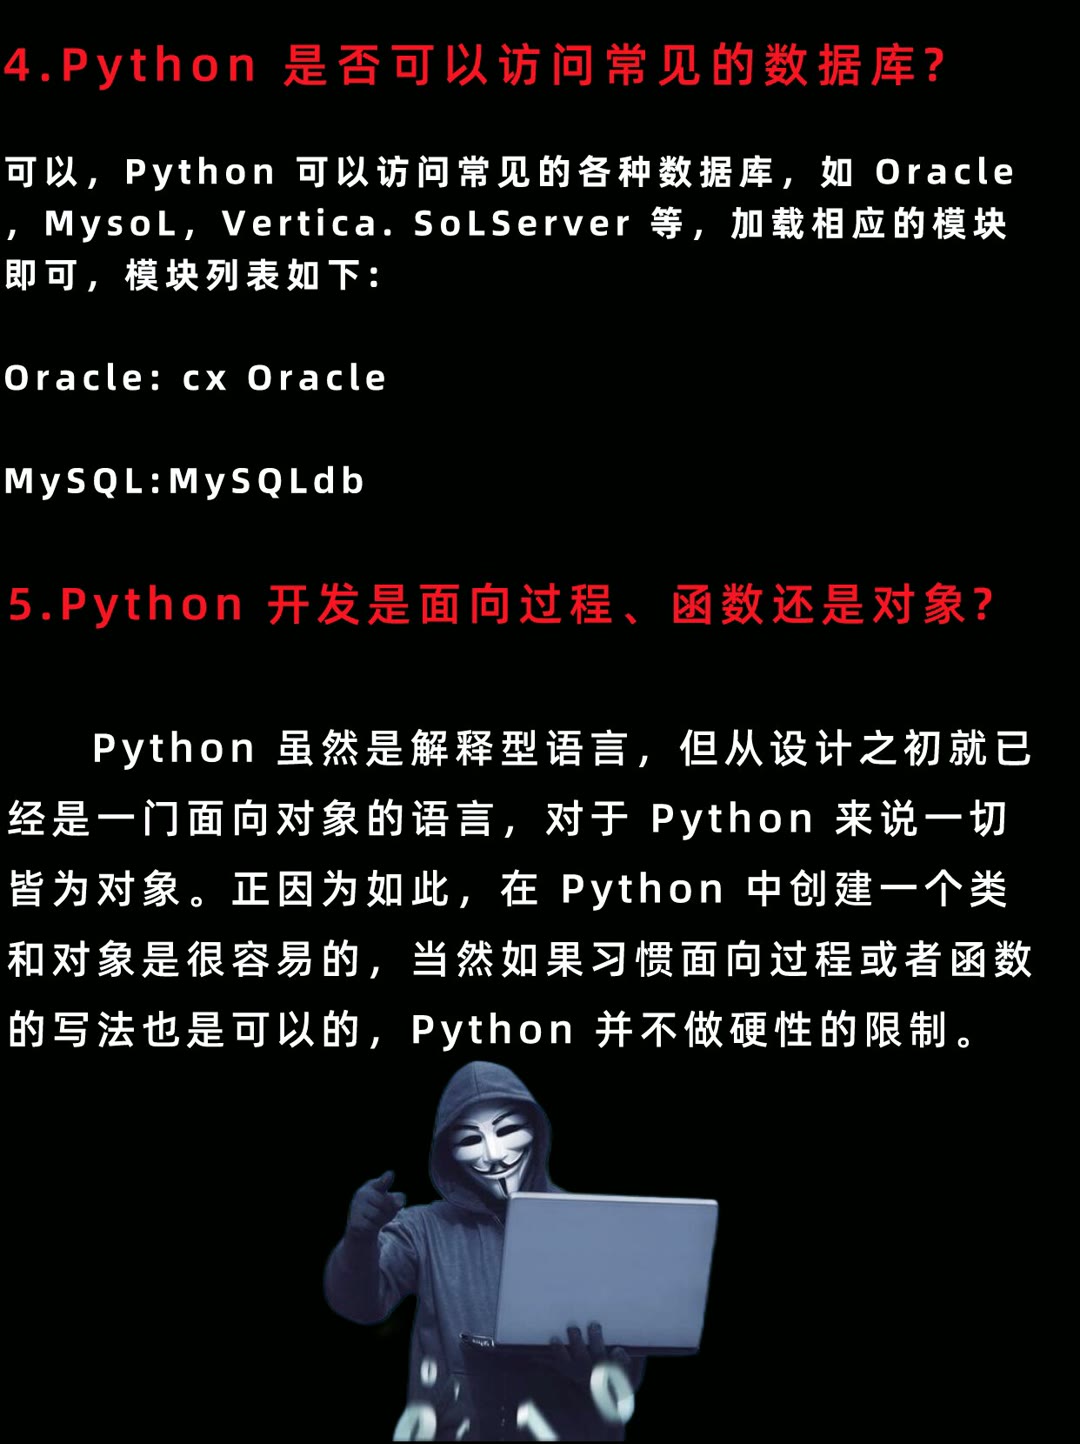 4.Python 是否可以访问常见的数据库?
可以，Python 可以访问常见的各种数据库，如 Oracle
，MysoL，Vertica. SoLServer 等，加载相应的模块
即可，模块列表如下：
Oracle: cx Oracle
MySQL:MySQLdb
5.Python 开发是面向过程、函数还是对象?
Python 虽然是解释型语言，但从设计之初就已
经是一门面向对象的语言，对于 Python 来说一切
皆为对象。正因为如此，在 Python 中创建一个类
和对象是很容易的，当然如果习惯面向过程或者函数
的写法也是可以的，Python 并不做硬性的限制。